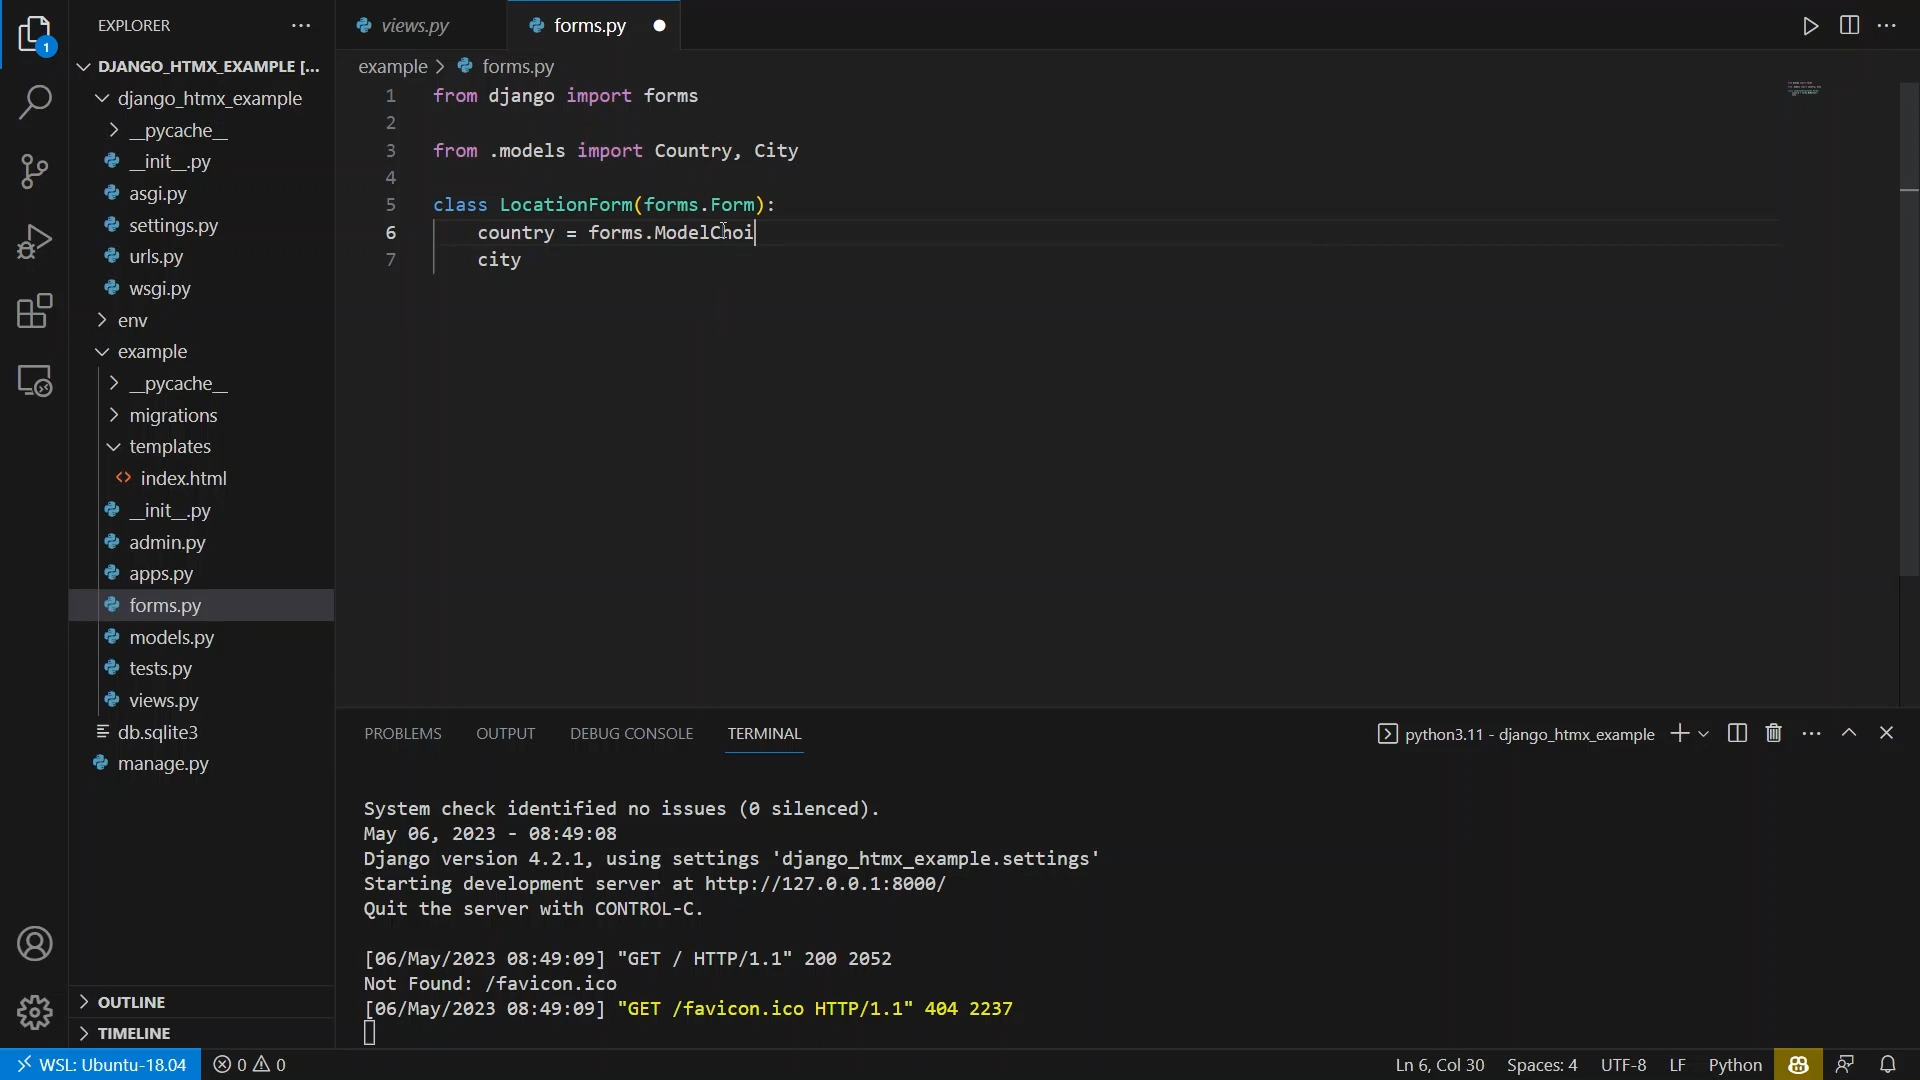 EXPLORER
views.py
forms.py
1
DJANGO_HTMX_EXAMPLE [...
django_htmx_example
__pycache__
__init__.py
asgi.py
settings.py
urls.py
wsgi.py
env
example
__pycache__
migrations
templates
index.html
__init__.py
admin.py
apps.py
forms.py
models.py
tests.py
views.py
db.sqlite3
manage.py
OUTLINE
TIMELINE
example > forms.py
1 from django import forms
2
3 from .models import Country, City
4
5 class LocationForm(forms.Form):
6 country = forms.ModelChoi
7 city
PROBLEMS OUTPUT DEBUG CONSOLE TERMINAL
python3.11 - django_htmx_example
System check identified no issues (0 silenced).
May 06, 2023 - 08:49:08
Django version 4.2.1, using settings 'django_htmx_example.settings'
Starting development server at http://127.0.0.1:8000/
Quit the server with CONTROL-C.
[06/May/2023 08:49:09] "GET / HTTP/1.1" 200 2052
Not Found: /favicon.ico
[06/May/2023 08:49:09] "GET /favicon.ico HTTP/1.1" 404 2237
WSL: Ubuntu-18.04 0 0
Ln 6, Col 30 Spaces: 4 UTF-8 LF Python